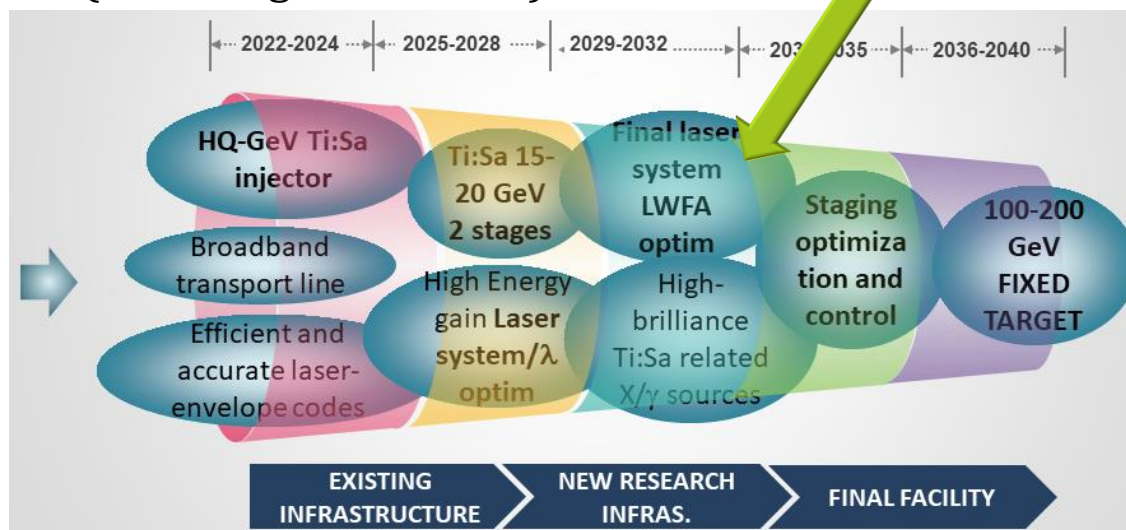 2022-2024
2025-2028
2029-2032
2036-2040
HQ-GeV Ti:Sa
injector
Broadband
transport line
Efficient and
accurate laser-
envelope codes
Ti:Sa 15-
20 GeV
2 stages
High Energy
gain Laser
system/λ
optim
Final laser
system
LWFA
optim
High-
brilliance
Ti:Sa related
X/γ sources
Staging
optimiza
tion and
control
100-200
GeV
FIXED
TARGET
EXISTING
INFRASTRUCTURE
NEW RESEARCH
INFRAS.
FINAL FACILITY